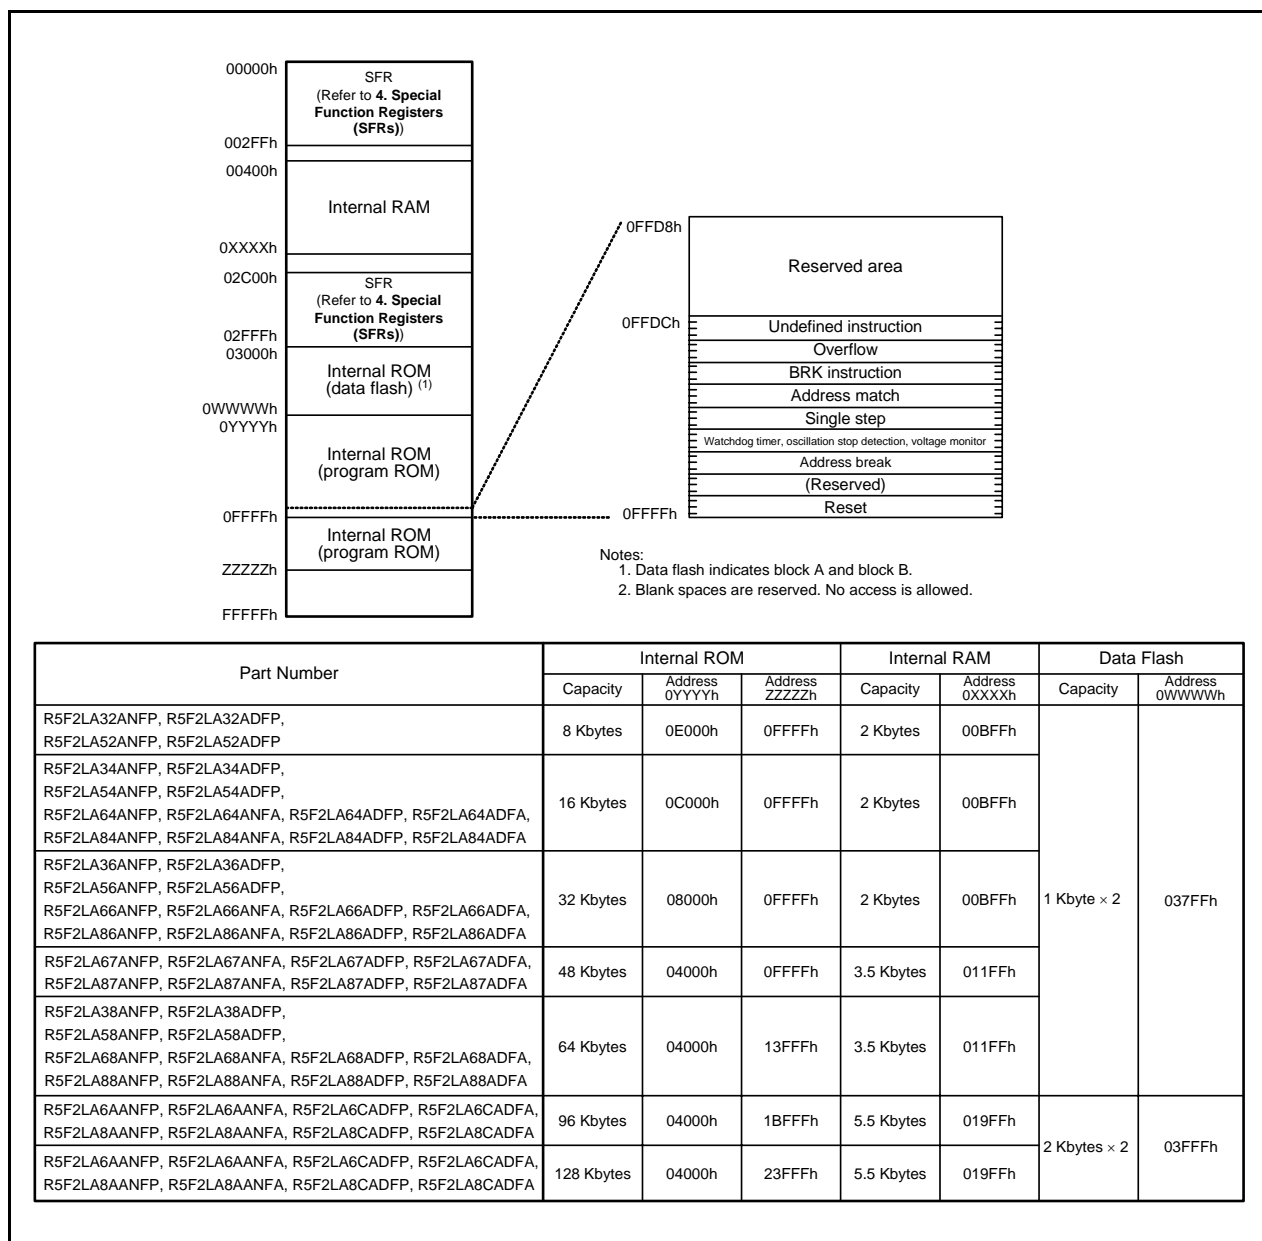 00000h
SFR
(Refer to 4. Special
Function Registers
(SFRs))
002FFh
00400h
Internal RAM
0XXXXh
02C00h
SFR
(Refer to 4. Special
Function Registers
(SFRs))
02FFFh
03000h
Internal ROM
(data flash) (1)
0WWWWh
0YYYYh
Internal ROM
(program ROM)
0FFFFh
Internal ROM
(program ROM)
ZZZZZh
FFFFFh
0FFD8h
Reserved area
0FFDCh
Undefined instruction
Overflow
BRK instruction
Address match
Single step
Watchdog timer, oscillation stop detection, voltage monitor
Address break
(Reserved)
Reset
0FFFFh
Notes:
1. Data flash indicates block A and block B.
2. Blank spaces are reserved. No access is allowed.
Part Number Internal ROM Internal RAM Data Flash
Capacity Address 0YYYYh Address ZZZZZh Capacity Address 0XXXXh Capacity Address 0WWWWh
R5F2LA32ANFP, R5F2LA32ADFP,
R5F2LA52ANFP, R5F2LA52ADFP
8 Kbytes 0E000h 0FFFFh 2 Kbytes 00BFFh
R5F2LA34ANFP, R5F2LA34ADFP,
R5F2LA54ANFP, R5F2LA54ADFP,
R5F2LA64ANFP, R5F2LA64ANFA, R5F2LA64ADFP, R5F2LA64ADFA,
R5F2LA84ANFP, R5F2LA84ANFA, R5F2LA84ADFP, R5F2LA84ADFA
16 Kbytes 0C000h 0FFFFh 2 Kbytes 00BFFh
R5F2LA36ANFP, R5F2LA36ADFP,
R5F2LA56ANFP, R5F2LA56ADFP,
R5F2LA66ANFP, R5F2LA66ANFA, R5F2LA66ADFP, R5F2LA66ADFA,
R5F2LA86ANFP, R5F2LA86ANFA, R5F2LA86ADFP, R5F2LA86ADFA
32 Kbytes 08000h 0FFFFh 2 Kbytes 00BFFh 1 Kbyte × 2 037FFh
R5F2LA67ANFP, R5F2LA67ANFA, R5F2LA67ADFP, R5F2LA67ADFA,
R5F2LA87ANFP, R5F2LA87ANFA, R5F2LA87ADFP, R5F2LA87ADFA
48 Kbytes 04000h 0FFFFh 3.5 Kbytes 011FFh
R5F2LA38ANFP, R5F2LA38ADFP,
R5F2LA58ANFP, R5F2LA58ADFP,
R5F2LA68ANFP, R5F2LA68ANFA, R5F2LA68ADFP, R5F2LA68ADFA,
R5F2LA88ANFP, R5F2LA88ANFA, R5F2LA88ADFP, R5F2LA88ADFA
64 Kbytes 04000h 13FFFh 3.5 Kbytes 011FFh
R5F2LA6AANFP, R5F2LA6AANFA, R5F2LA6CADFP, R5F2LA6CADFA,
R5F2LA8AANFP, R5F2LA8AANFA, R5F2LA8CADFP, R5F2LA8CADFA
96 Kbytes 04000h 1BFFFh 5.5 Kbytes 019FFh 2 Kbytes × 2 03FFFh
R5F2LA6AANFP, R5F2LA6AANFA, R5F2LA6CADFP, R5F2LA6CADFA,
R5F2LA8AANFP, R5F2LA8AANFA, R5F2LA8CADFP, R5F2LA8CADFA
128 Kbytes 04000h 23FFFh 5.5 Kbytes 019FFh